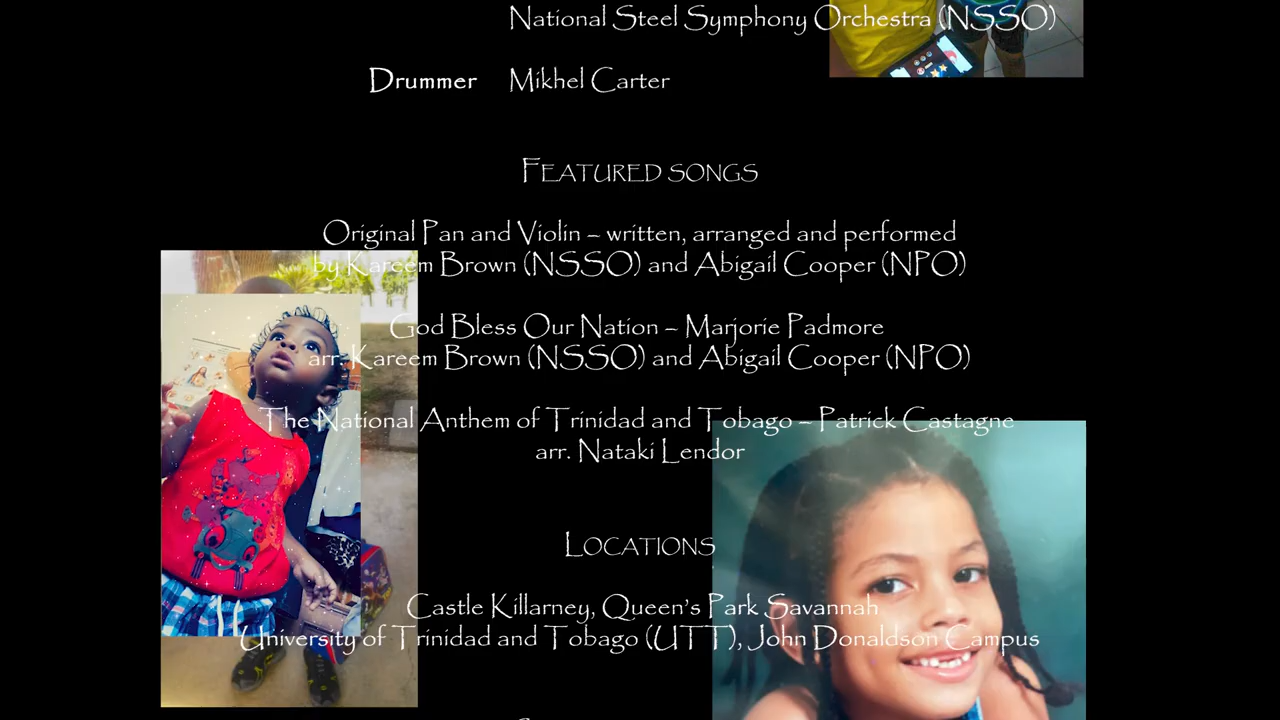 National Steel Symphony Orchestra (NSSO)
Drummer Mikhel Carter
FEATURED SONGS
Original Pan and Violin – written, arranged and performed
by Kareem Brown (NSSO) and Abigail Cooper (NPO)
God Bless Our Nation – Marjorie Padmore
arr. Kareem Brown (NSSO) and Abigail Cooper (NPO)
The National Anthem of Trinidad and Tobago – Patrick Castagne
arr. Nataki Lendor
LOCATIONS
Castle Killarney, Queen's Park Savannah
University of Trinidad and Tobago (UTT), John Donaldson Campus